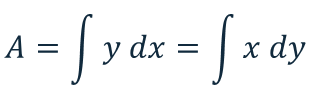 A = ∫ y dx = ∫ x dy